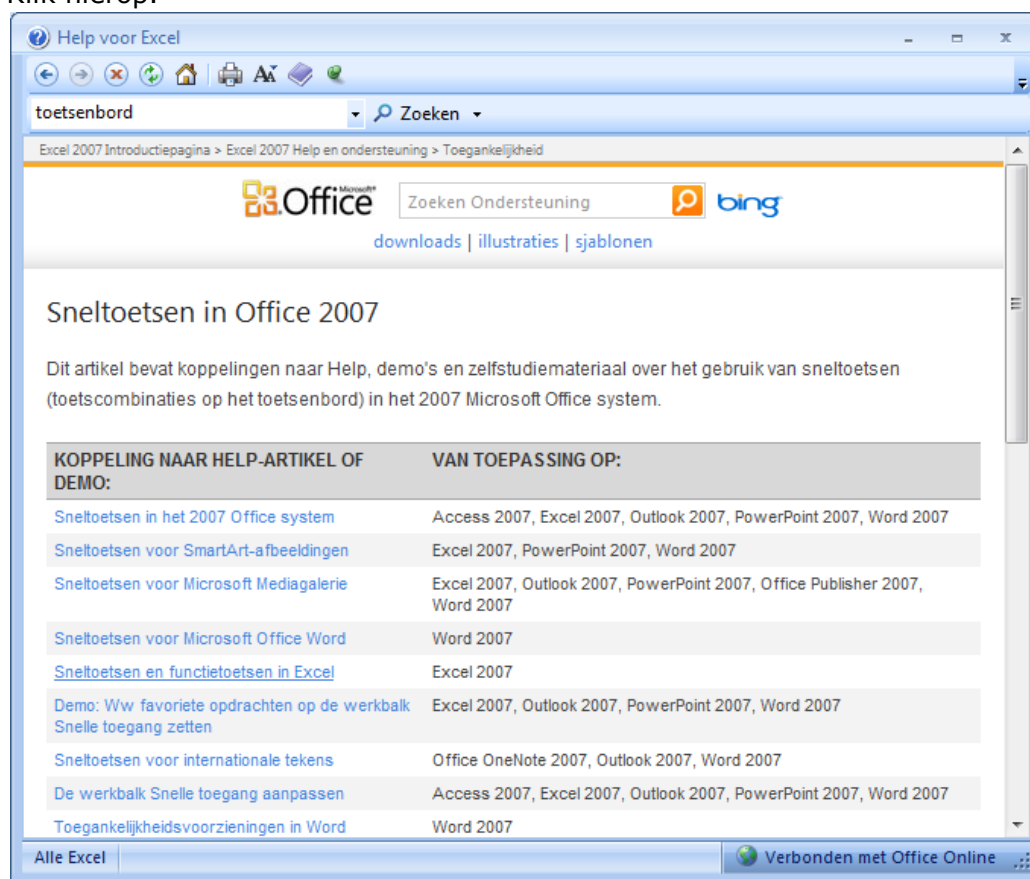 Klik hierop:
Help voor Excel
toetsenbord
Zoeken
Excel 2007 Introductiepagina > Excel 2007 Help en ondersteuning > Toegankelijkheid
Microsoft®
Office
Zoeken Ondersteuning
bing
downloads | illustraties | sjablonen
Sneltoetsen in Office 2007
Dit artikel bevat koppelingen naar Help, demo's en zelfstudiemateriaal over het gebruik van sneltoetsen
(toetscombinaties op het toetsenbord) in het 2007 Microsoft Office system.
KOPPELING NAAR HELP-ARTIKEL OF DEMO: VAN TOEPASSING OP:
Sneltoetsen in het 2007 Office system Access 2007, Excel 2007, Outlook 2007, PowerPoint 2007, Word 2007
Sneltoetsen voor SmartArt-afbeeldingen Excel 2007, PowerPoint 2007, Word 2007
Sneltoetsen voor Microsoft Mediagalerie Excel 2007, Outlook 2007, PowerPoint 2007, Office Publisher 2007,
Word 2007
Sneltoetsen voor Microsoft Office Word Word 2007
Sneltoetsen en functietoetsen in Excel Excel 2007
Demo: Ww favoriete opdrachten op de werkbalk Excel 2007, Outlook 2007, PowerPoint 2007, Word 2007
Snelle toegang zetten
Sneltoetsen voor internationale tekens Office OneNote 2007, Outlook 2007, Word 2007
De werkbalk Snelle toegang aanpassen Access 2007, Excel 2007, Outlook 2007, PowerPoint 2007, Word 2007
Toegankelijkheidsvoorzieningen in Word Word 2007
Alle Excel Verbonden met Office Online